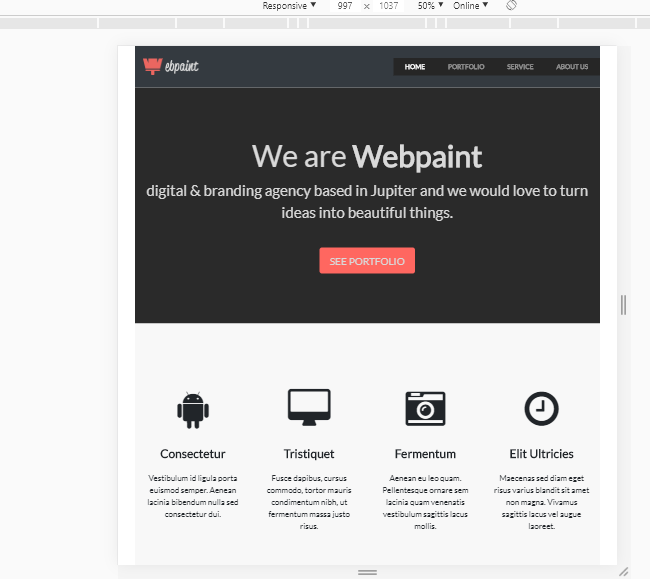 Responsive ▼ 997 × 1037 50% ▼ Online ▼
ebpaint HOME PORTFOLIO SERVICE ABOUT US
We are Webpaint
digital & branding agency based in Jupiter and we would love to turn
ideas into beautiful things.
SEE PORTFOLIO
Consectetur
Vestibulum id ligula porta
euismod semper. Aenean
lacinia bibendum nulla sed
consectetur dui.
Tristiquet
Fusce dapibus, cursus
commodo, tortor mauris
condimentum nibh, ut
fermentum massa justo
risus.
Fermentum
Aenean eu leo quam.
Pellentesque ornare sem
lacinia quam venenatis
vestibulum sagittis lacus
mollis.
Elit Ultricies
Maecenas sed diam eget
risus varius blandit sit amet
non magna. Vivamus
sagittis lacus vel augue
laoreet.